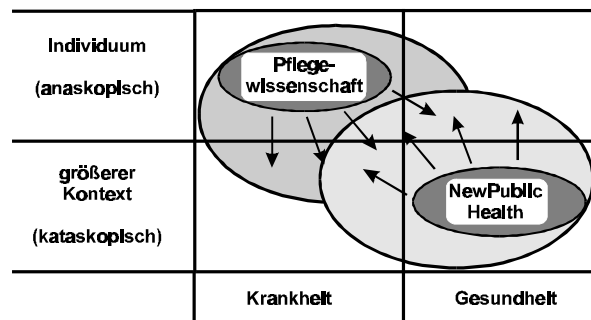 Individuum
(anaskopisch)
Pflege-
wissenschaft
größerer
Kontext
(kataskopisch)
NewPublic
Health
Krankheit
Gesundheit